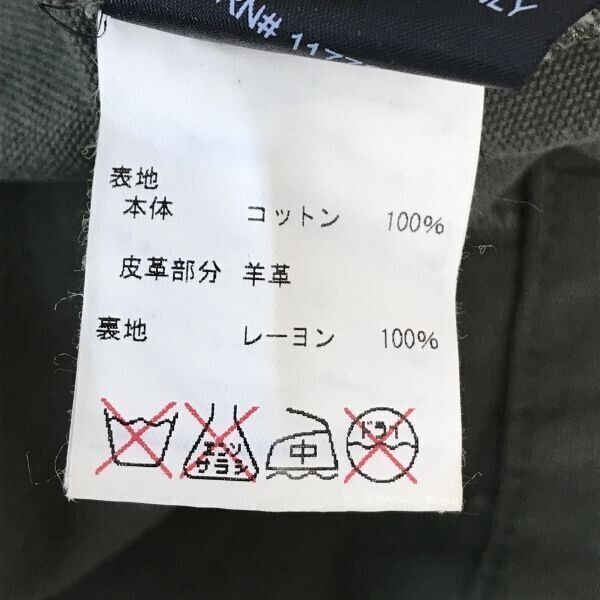 #1177
表地
本体 コットン 100%
皮革部分 羊革
裏地 レーヨン 100%
エンソ
サラシ
中
ドライ